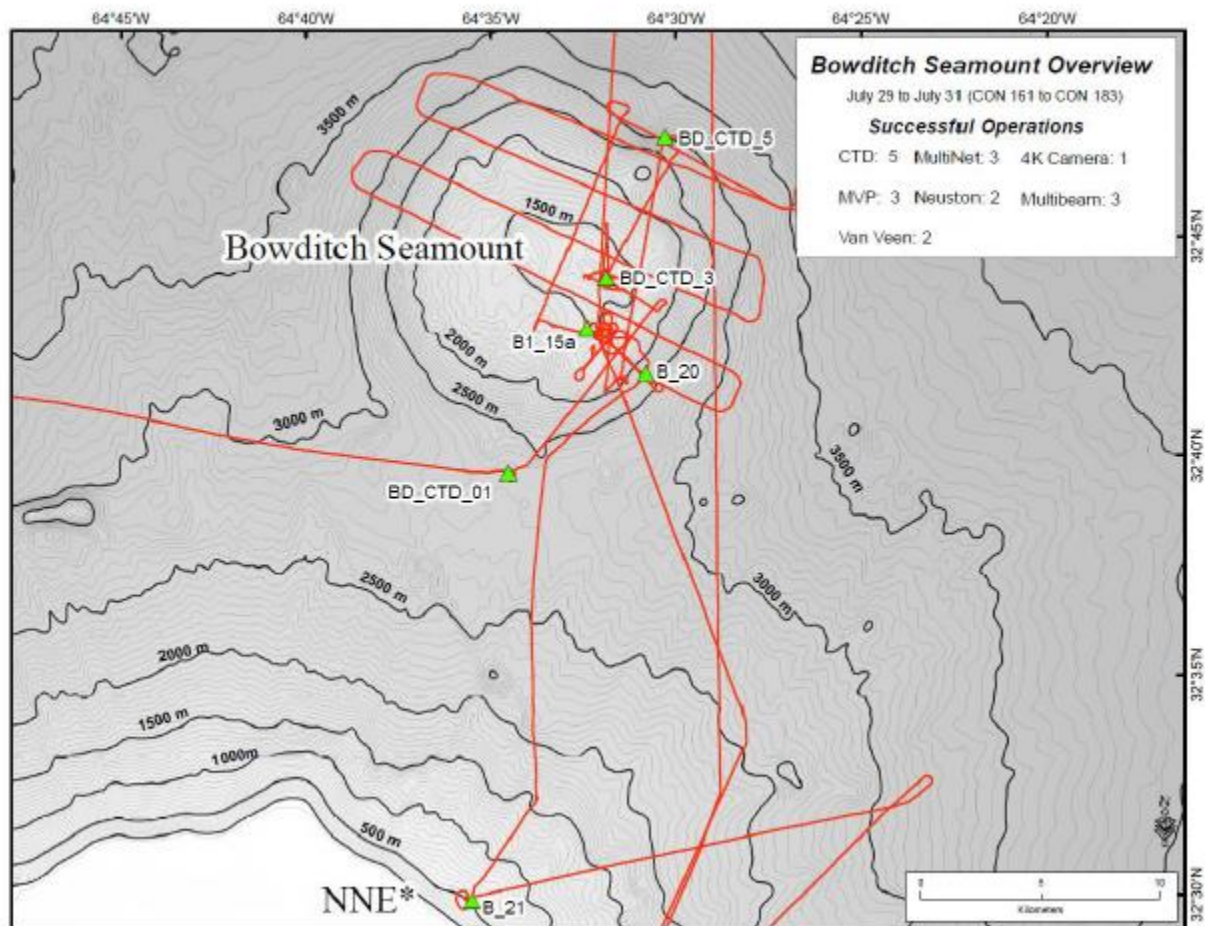 64°45'W 64°40'W 64°35'W 64°30'W 64°25'W 64°20'W
Bowditch Seamount Overview
July 29 to July 31 (CON 161 to CON 183)
Successful Operations
CTD: 5 MultiNet: 3 4K Camera: 1
MVP: 3 Neuston: 2 Multibeam: 3
Van Veen: 2
3500 m
BD_CTD_5
1500 m
32°45'N
Bowditch Seamount
BD_CTD_3
B1_15a
2000 m
B_20
2500 m
3000 m
32°40'N
3500 m
BD_CTD_01
2500 m
3000 m
2000 m
32°35'N
1500 m
1000m
500 m
NNE*
B_21
32°30'N
0 5 10
Kilometers